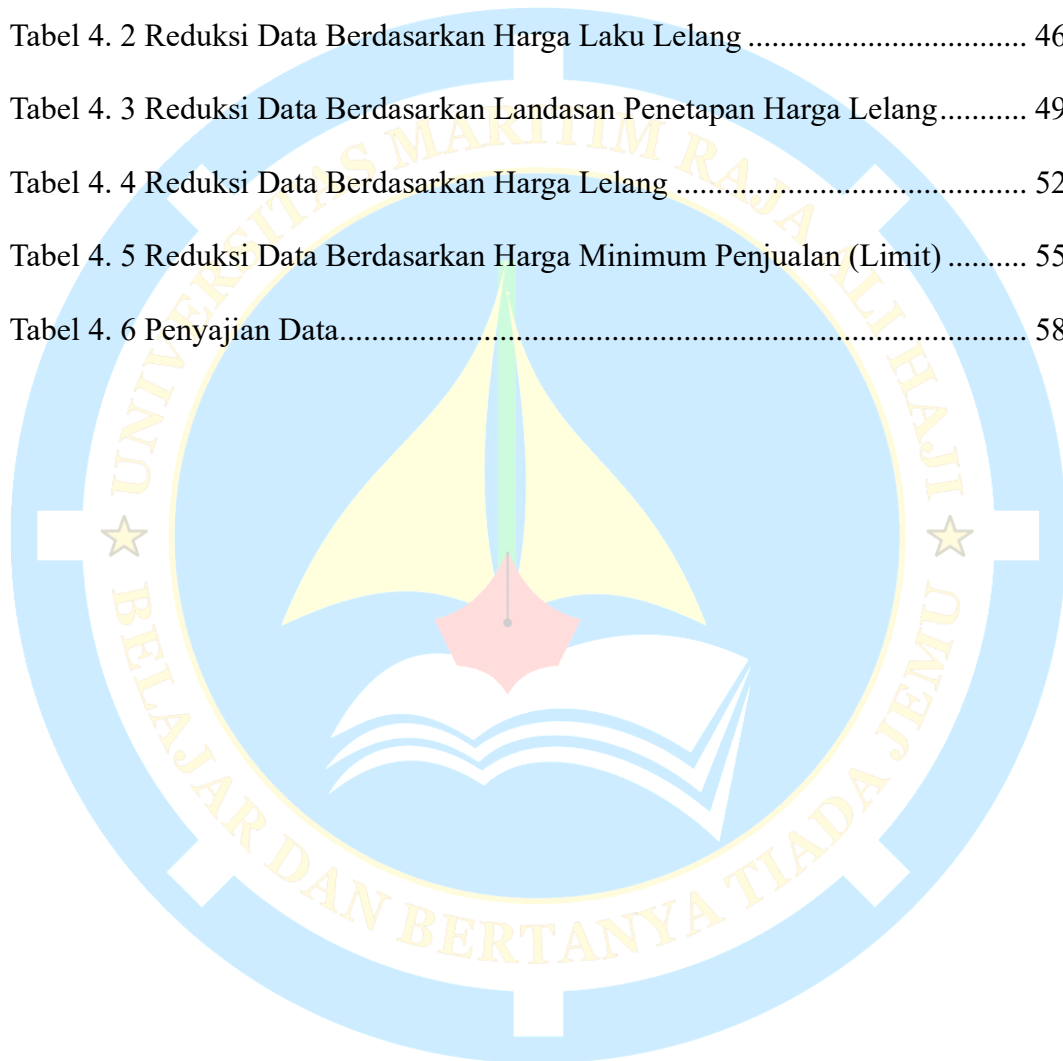 Tabel 4. 2 Reduksi Data Berdasarkan Harga Laku Lelang .................................. 46
Tabel 4. 3 Reduksi Data Berdasarkan Landasan Penetapan Harga Lelang........... 49
Tabel 4. 4 Reduksi Data Berdasarkan Harga Lelang ........................................... 52
Tabel 4. 5 Reduksi Data Berdasarkan Harga Minimum Penjualan (Limit) .......... 55
Tabel 4. 6 Penyajian Data..................................................................................... 58
UNIVERSITAS MARITIM RAJA ALI HAJI
BELAJAR DAN BERTANYA TIADA JEMU